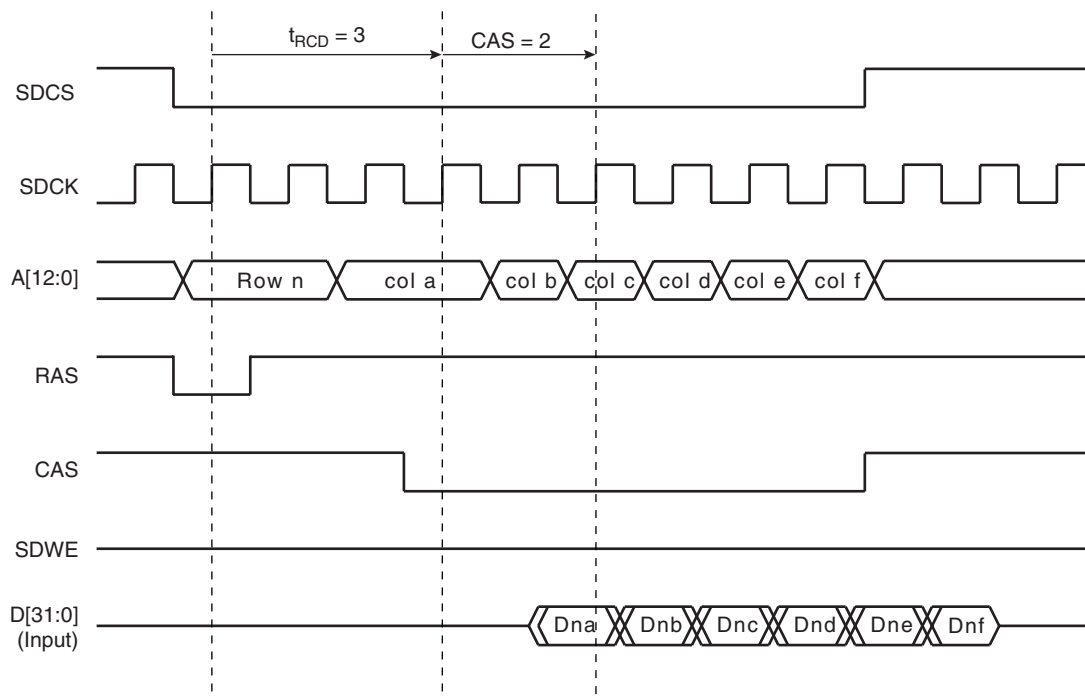 tRCD = 3 CAS = 2
SDCS
SDCK
A[12:0] Row n col a col b col c col d col e col f
RAS
CAS
SDWE
D[31:0]
(Input) Dna Dnb Dnc Dnd Dne Dnf